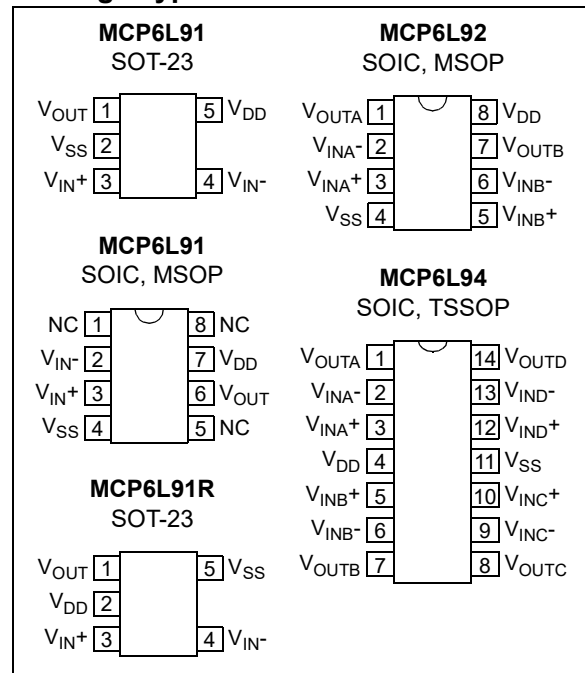 MCP6L91
SOT-23
VOUT 1 5 VDD
VSS 2
VIN+ 3 4 VIN-
MCP6L91
SOIC, MSOP
NC 1 8 NC
VIN- 2 7 VDD
VIN+ 3 6 VOUT
VSS 4 5 NC
MCP6L91R
SOT-23
VOUT 1 5 VSS
VDD 2
VIN+ 3 4 VIN-
MCP6L92
SOIC, MSOP
VOUTA 1 8 VDD
VINA- 2 7 VOUTB
VINA+ 3 6 VINB-
VSS 4 5 VINB+
MCP6L94
SOIC, TSSOP
VOUTA 1 14 VOUTD
VINA- 2 13 VIND-
VINA+ 3 12 VIND+
VDD 4 11 VSS
VINB+ 5 10 VINC+
VINB- 6 9 VINC-
VOUTB 7 8 VOUTC